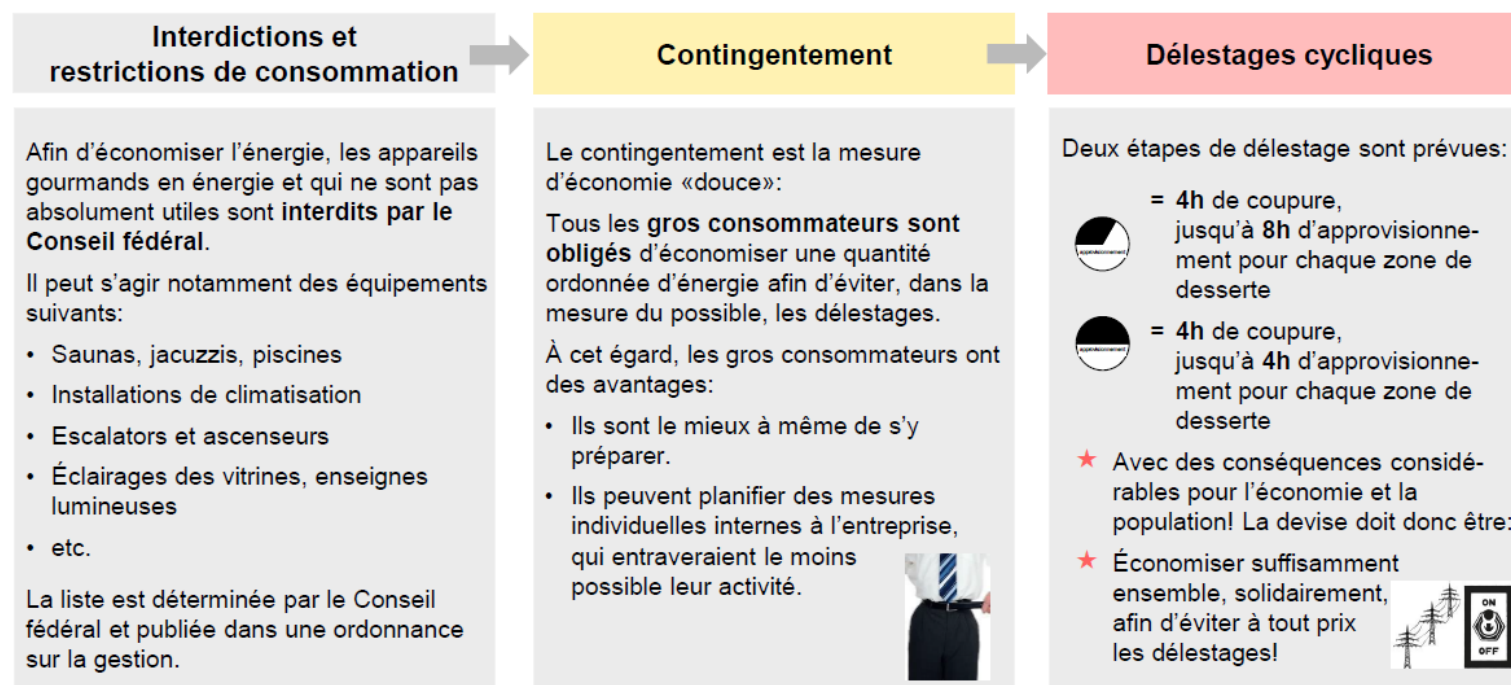 Interdictions et
restrictions de consommation
Afin d’économiser l’énergie, les appareils
gourmands en énergie et qui ne sont pas
absolument utiles sont interdits par le
Conseil fédéral.
Il peut s’agir notamment des équipements
suivants:
• Saunas, jacuzzis, piscines
• Installations de climatisation
• Escalators et ascenseurs
• Éclairages des vitrines, enseignes
lumineuses
• etc.
La liste est déterminée par le Conseil
fédéral et publiée dans une ordonnance
sur la gestion.
Contingentement
Le contingentement est la mesure
d’économie «douce»:
Tous les gros consommateurs sont
obligés d’économiser une quantité
ordonnée d’énergie afin d’éviter, dans la
mesure du possible, les délestages.
À cet égard, les gros consommateurs ont
des avantages:
• Ils sont le mieux à même de s’y
préparer.
• Ils peuvent planifier des mesures
individuelles internes à l’entreprise,
qui entraveraient le moins
possible leur activité.
Délestages cycliques
Deux étapes de délestage sont prévues:
approvisionnement
= 4h de coupure,
jusqu’à 8h d’approvisionne-
ment pour chaque zone de
desserte
approvisionnement
= 4h de coupure,
jusqu’à 4h d’approvisionne-
ment pour chaque zone de
desserte
★ Avec des conséquences considé-
rables pour l’économie et la
population! La devise doit donc être:
★ Économiser suffisamment
ensemble, solidairement,
afin d’éviter à tout prix
les délestages!
ON
OFF